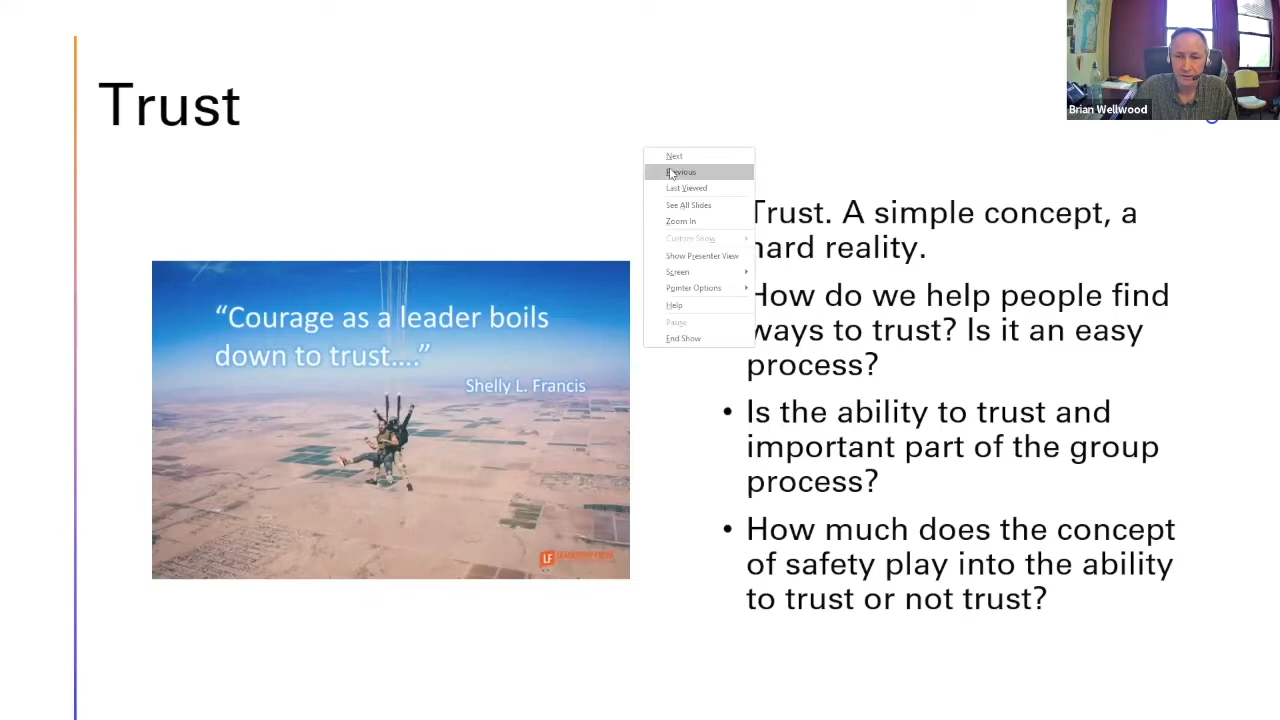 Trust
Brian Wellwood
Next
Previous
Last Viewed
See All Slides
Zoom In
Custom Show
Show Presenter View
Screen
Pointer Options
Help
Pause
End Show
Trust. A simple concept, a
hard reality.
How do we help people find
ways to trust? Is it an easy
process?
• Is the ability to trust and
important part of the group
process?
• How much does the concept
of safety play into the ability
to trust or not trust?
“Courage as a leader boils
down to trust....”
Shelly L. Francis
LF